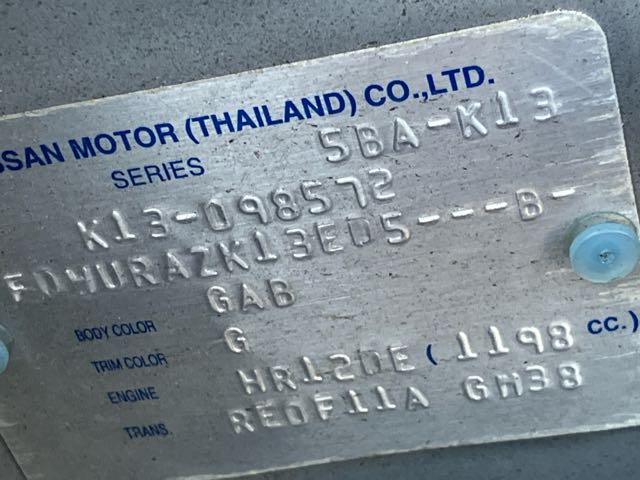 SSAN MOTOR (THAILAND) CO.,LTD.
SERIES 5BA-K13
K13-098572
FDYURAZK13ED5---B-
GAB
BODY COLOR G
TRIM COLOR
ENGINE HR12DE ( 1198 cc.)
TRANS. RE0F11A GH38